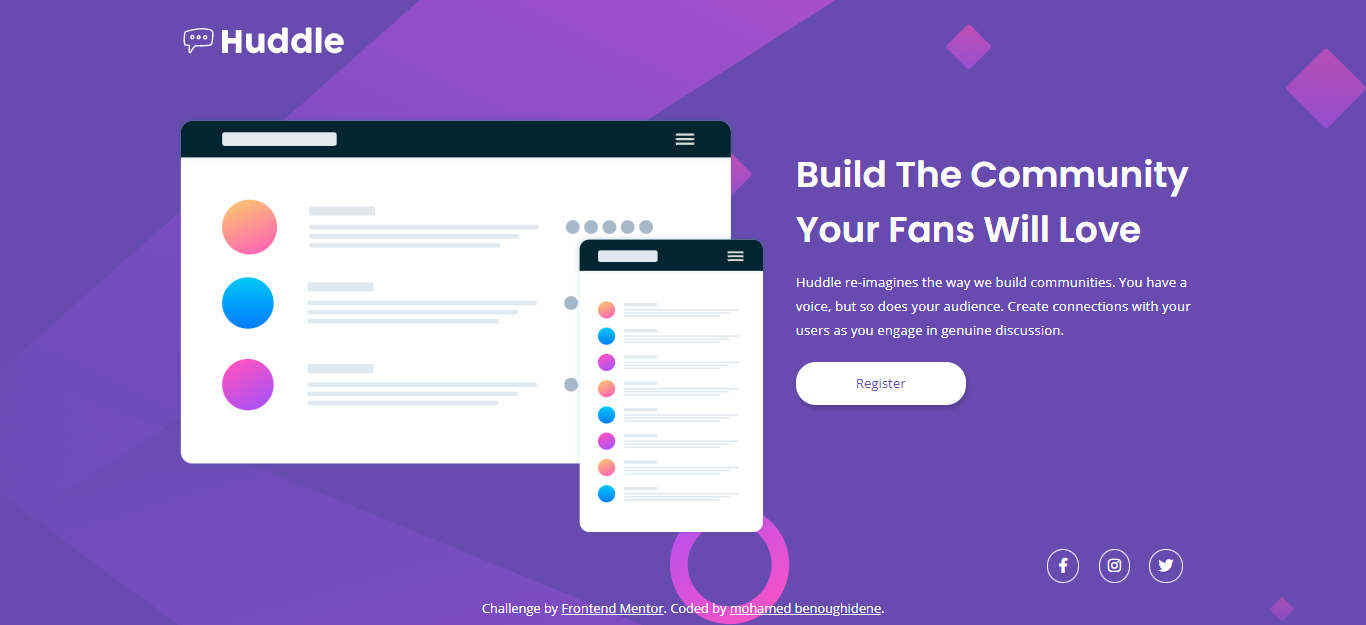 Huddle
Build The Community
Your Fans Will Love
Huddle re-imagines the way we build communities. You have a
voice, but so does your audience. Create connections with your
users as you engage in genuine discussion.
Register
Challenge by Frontend Mentor. Coded by mohamed benoughidene.